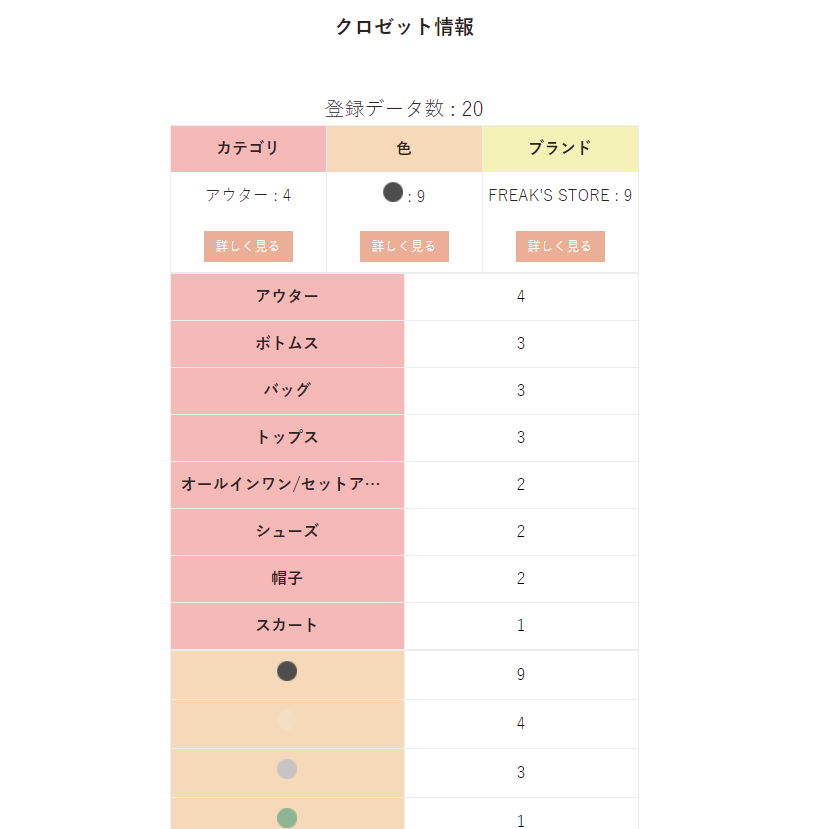 クロゼット情報
登録データ数 : 20
カテゴリ 色 ブランド
アウター : 4 : 9 FREAK'S STORE : 9
詳しく見る 詳しく見る 詳しく見る
アウター 4
ボトムス 3
バッグ 3
トップス 3
オールインワン/セットア… 2
シューズ 2
帽子 2
スカート 1
9
4
3
1